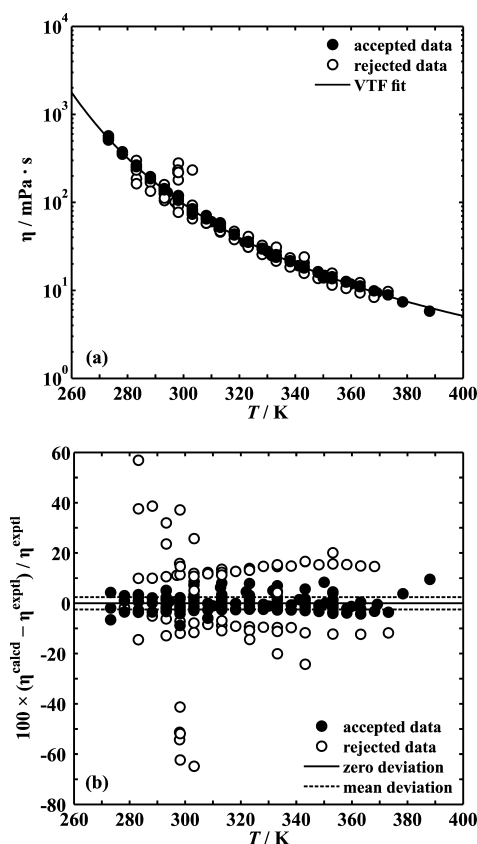 10⁴
accepted data
rejected data
VTF fit
10³
10²
η / mPa · s
10¹
(a)
10⁰
260 280 300 320 340 360 380 400
T / K
60
40
20
0
-20
-40
-60
-80
100 × (η^calcd − η^exptl) / η^exptl
accepted data
rejected data
zero deviation
mean deviation
(b)
260 280 300 320 340 360 380 400
T / K